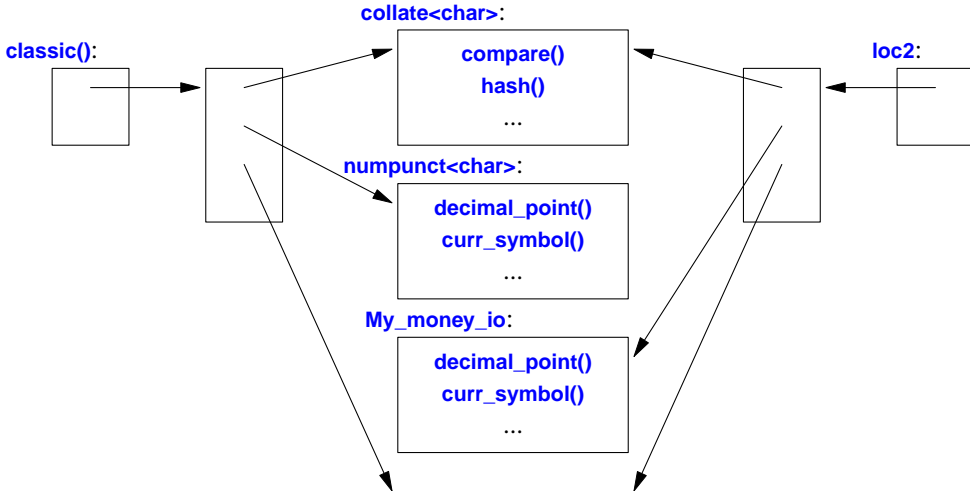 collate<char>:
classic():
loc2:
compare()
hash()
...
numpunct<char>:
decimal_point()
curr_symbol()
...
My_money_io:
decimal_point()
curr_symbol()
...